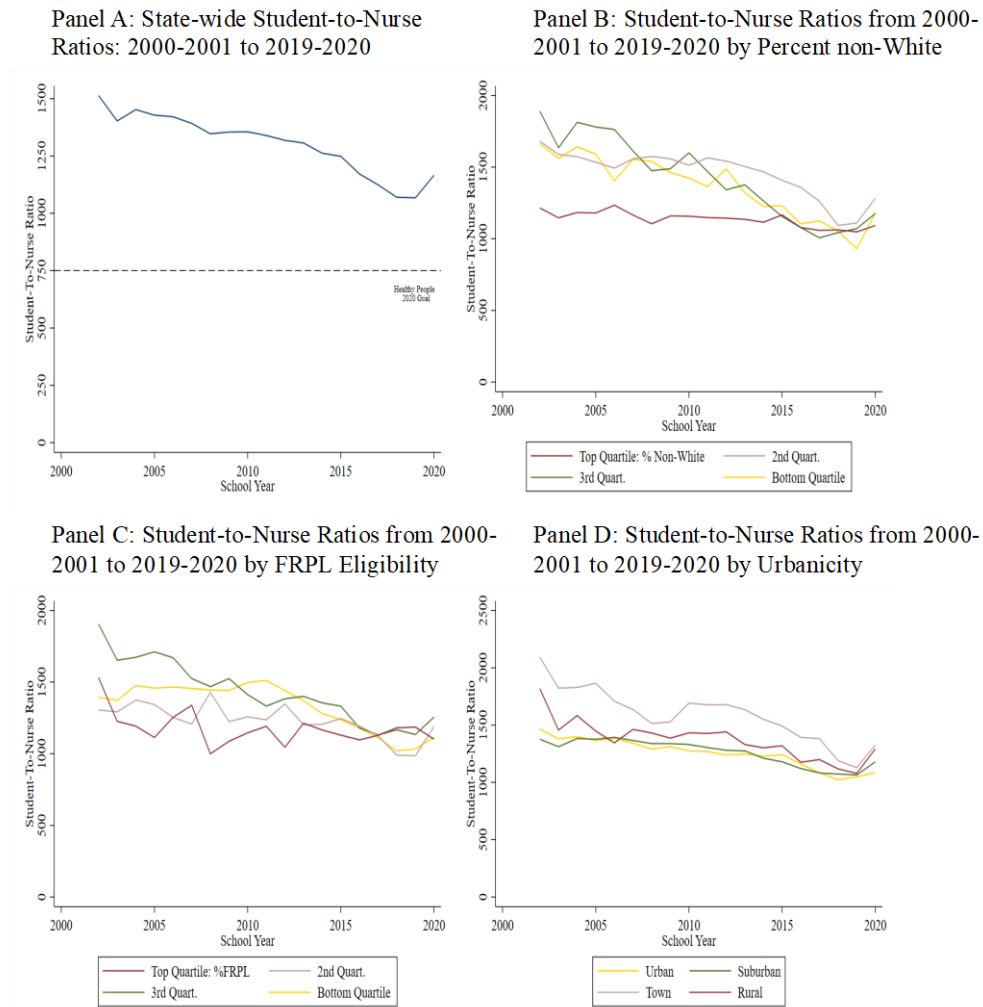 Panel A: State-wide Student-to-Nurse
Ratios: 2000-2001 to 2019-2020
Student-To-Nurse Ratio
1500
1250
1000
750
500
250
0
Healthy People
2020 Goal
2000
2005
2010
2015
2020
School Year
Panel B: Student-to-Nurse Ratios from 2000-
2001 to 2019-2020 by Percent non-White
Student-To-Nurse Ratio
2000
1500
1000
500
0
2000
2005
2010
2015
2020
School Year
Top Quartile: % Non-White
2nd Quart.
3rd Quart.
Bottom Quartile
Panel C: Student-to-Nurse Ratios from 2000-
2001 to 2019-2020 by FRPL Eligibility
Student-To-Nurse Ratio
2000
1500
1000
500
0
2000
2005
2010
2015
2020
School Year
Top Quartile: %FRPL
2nd Quart.
3rd Quart.
Bottom Quartile
Panel D: Student-to-Nurse Ratios from 2000-
2001 to 2019-2020 by Urbanicity
Student-To-Nurse Ratio
2500
2000
1500
1000
500
0
2000
2005
2010
2015
2020
School Year
Urban
Suburban
Town
Rural